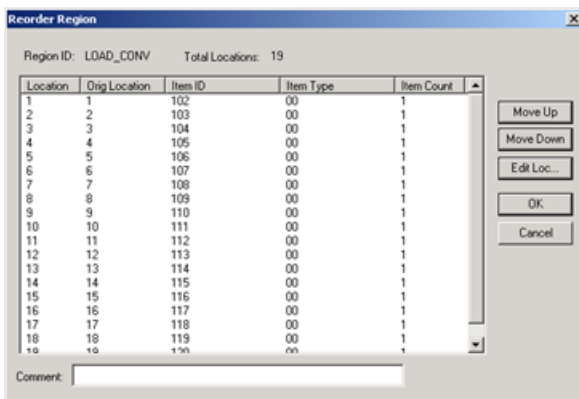 Reorder Region
Region ID: LOAD_CONV Total Locations: 19
Location Orig Location Item ID Item Type Item Count
1 1 102 00 1
2 2 103 00 1
3 3 104 00 1
4 4 105 00 1
5 5 106 00 1
6 6 107 00 1
7 7 108 00 1
8 8 109 00 1
9 9 110 00 1
10 10 111 00 1
11 11 112 00 1
12 12 113 00 1
13 13 114 00 1
14 14 115 00 1
15 15 116 00 1
16 16 117 00 1
17 17 118 00 1
18 18 119 00 1
19 19 120 00 1
Move Up
Move Down
Edit Loc...
OK
Cancel
Comment: